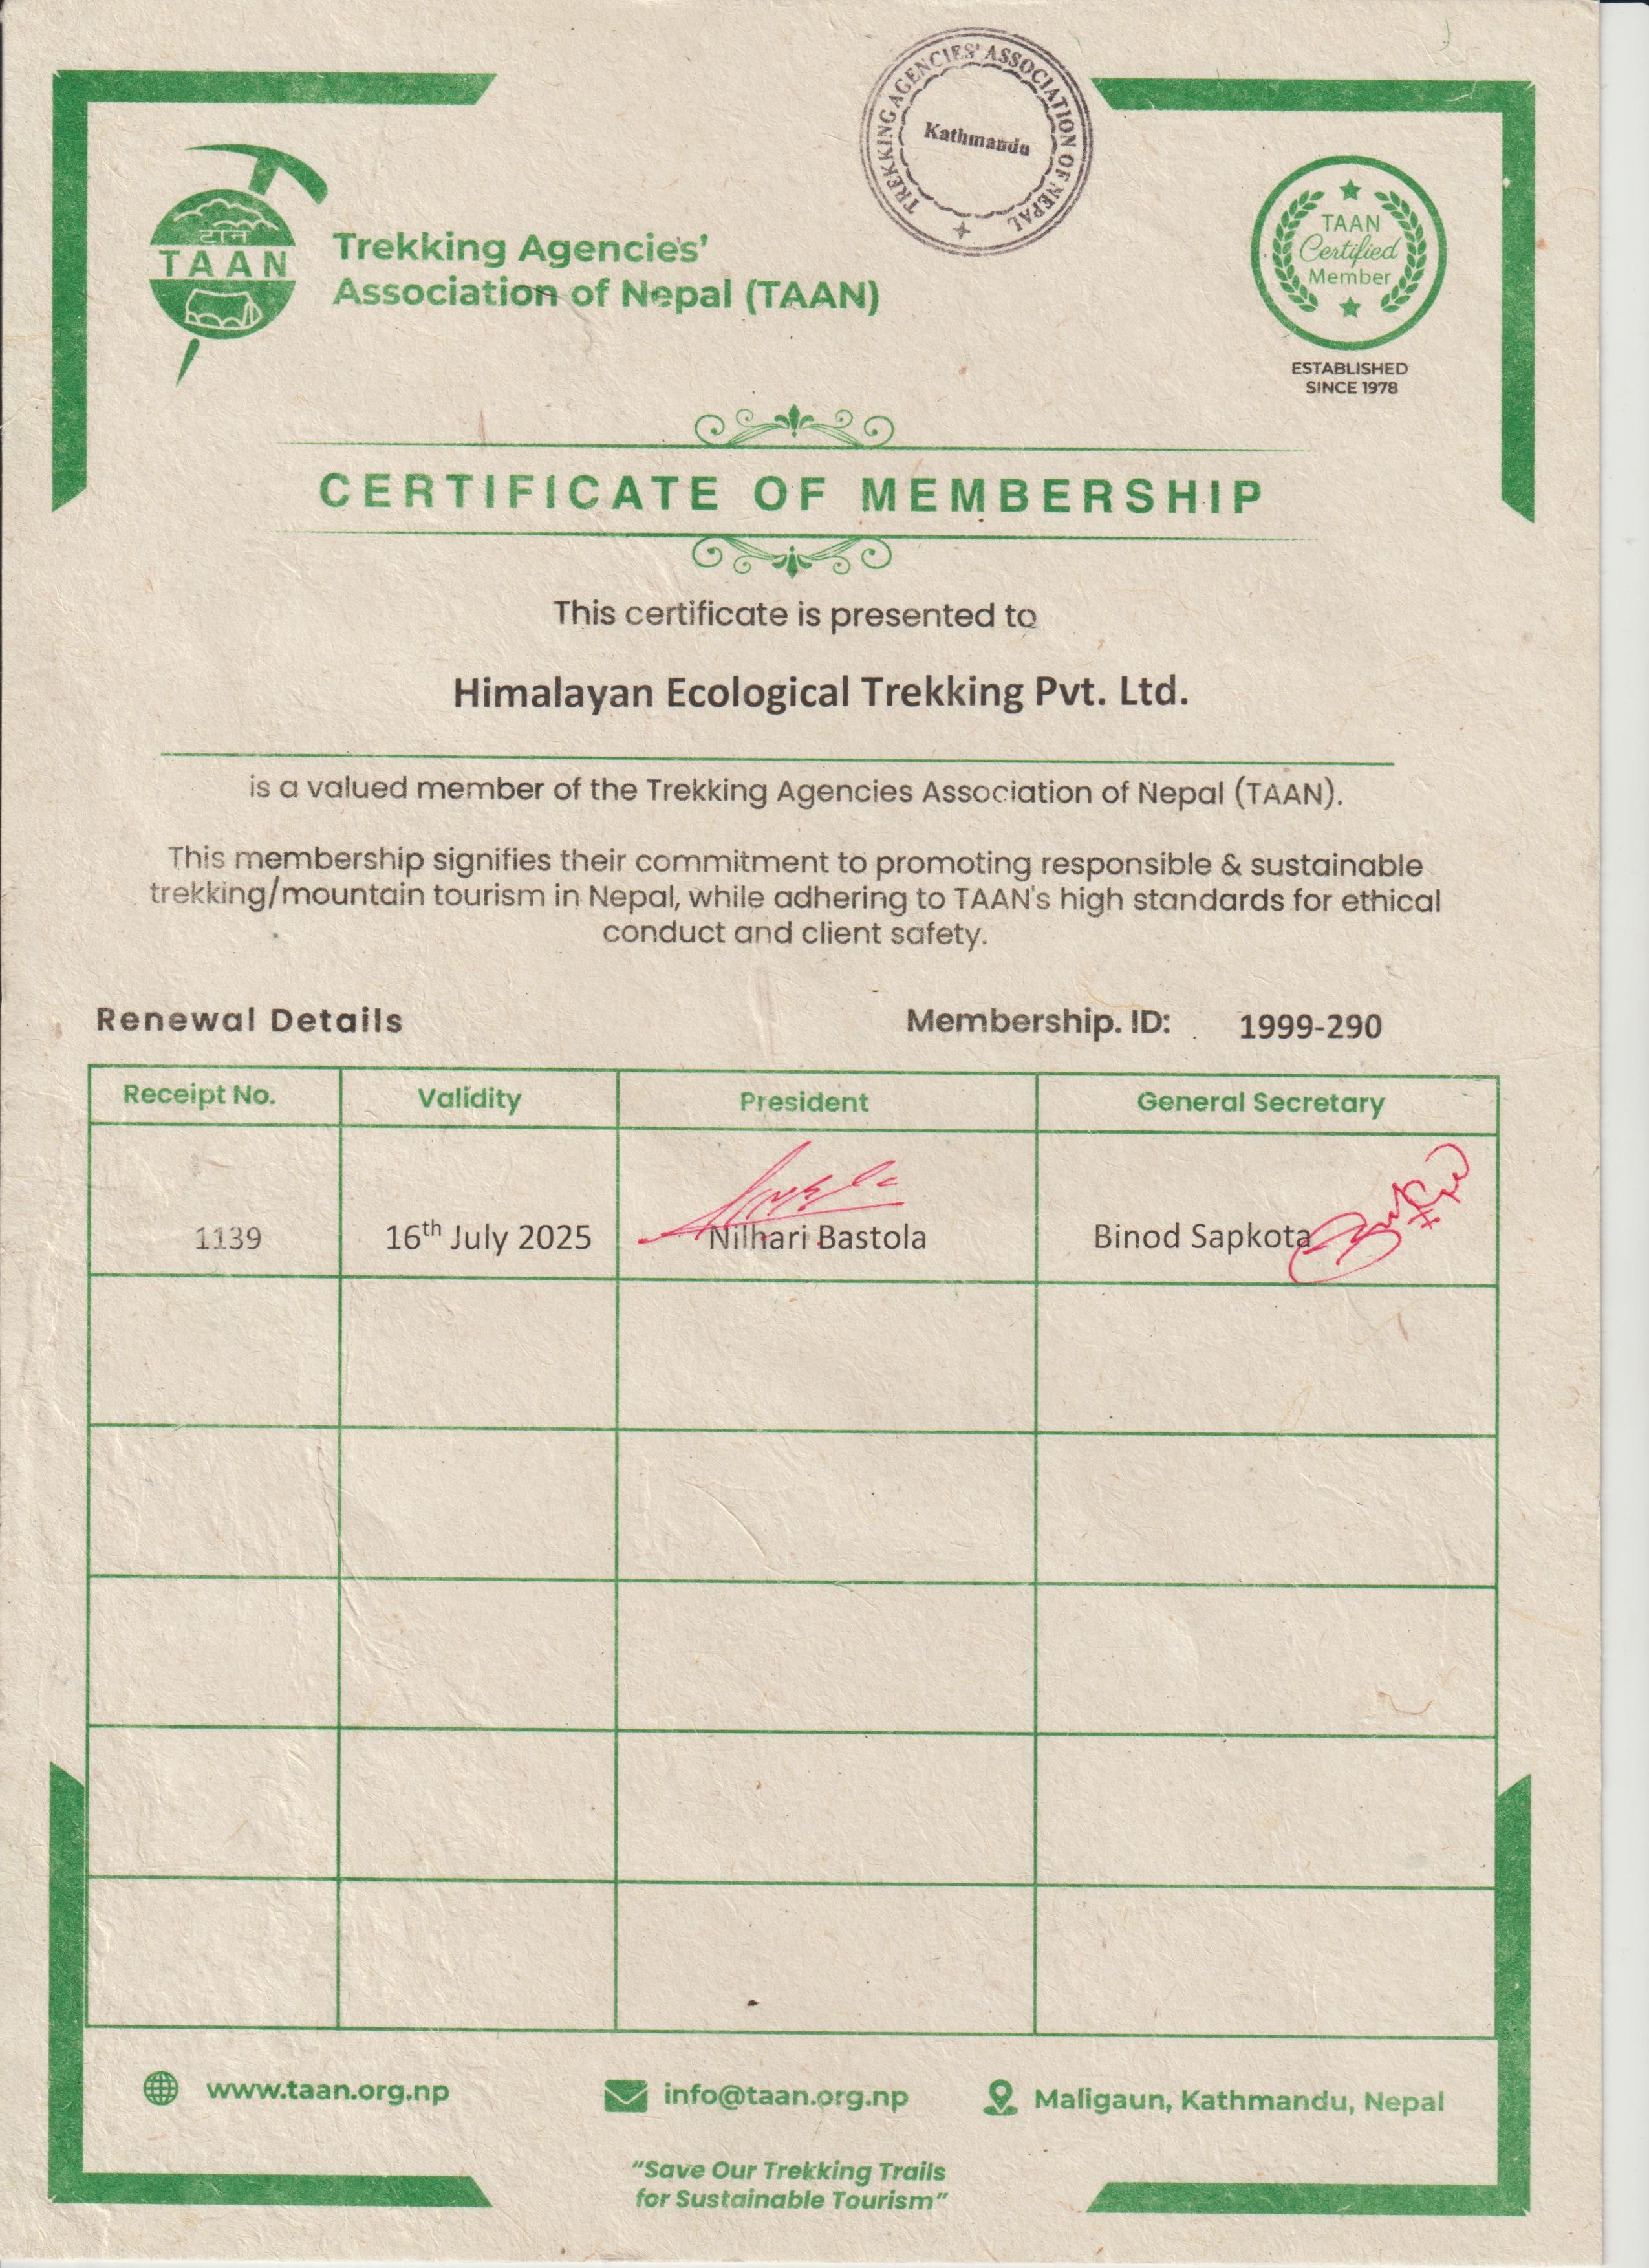 TREKKING AGENCIES' ASSOCIATION OF NEPAL
Kathmandu
टान
TAAN
Trekking Agencies'
Association of Nepal (TAAN)
TAAN
Certified
Member
ESTABLISHED
SINCE 1978
CERTIFICATE OF MEMBERSHIP
This certificate is presented to
Himalayan Ecological Trekking Pvt. Ltd.
is a valued member of the Trekking Agencies Association of Nepal (TAAN).
This membership signifies their commitment to promoting responsible & sustainable
trekking/mountain tourism in Nepal, while adhering to TAAN's high standards for ethical
conduct and client safety.
Renewal Details
Membership. ID: 1999-290
Receipt No. Validity President General Secretary
1139 16th July 2025 Nilhari Bastola Binod Sapkota
www.taan.org.np info@taan.org.np Maligaun, Kathmandu, Nepal
"Save Our Trekking Trails
for Sustainable Tourism"